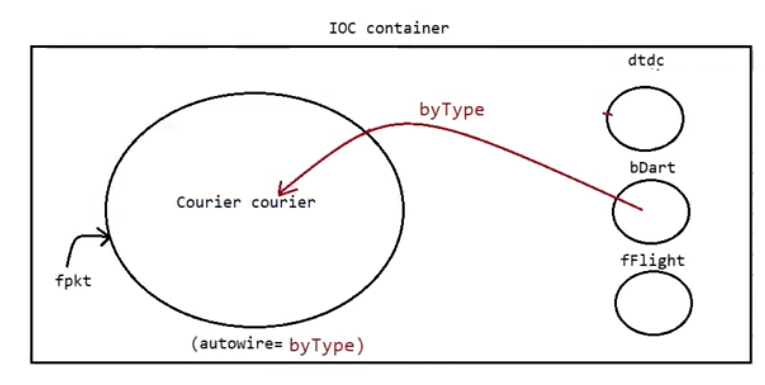 IOC container
dtdc
byType
bDart
Courier courier
fFlight
fpkt
(autowire= byType)